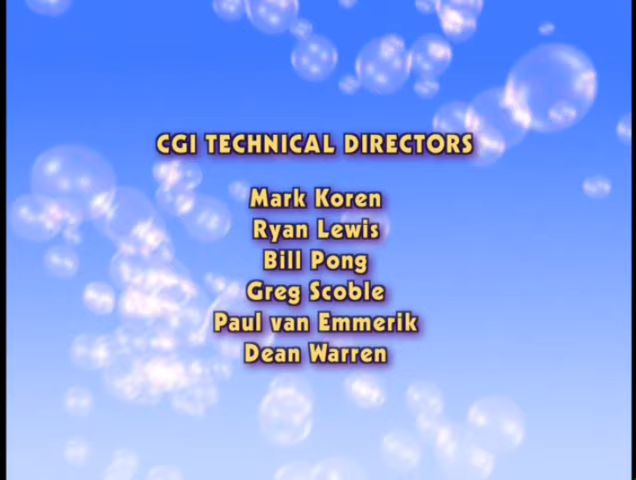 CGI TECHNICAL DIRECTORS
Mark Koren
Ryan Lewis
Bill Pong
Greg Scoble
Paul van Emmerik
Dean Warren